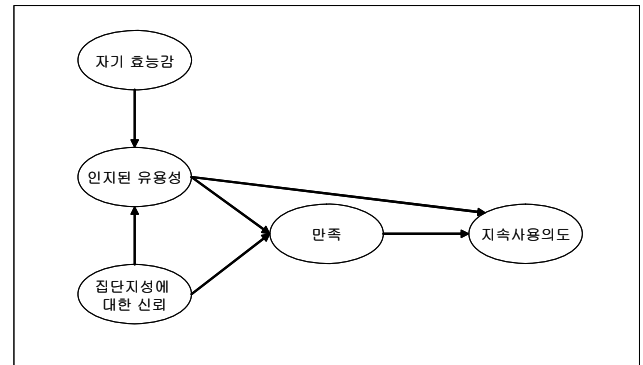 자기 효능감
인지된 유용성
만족
지속사용의도
집단지성에
대한 신뢰